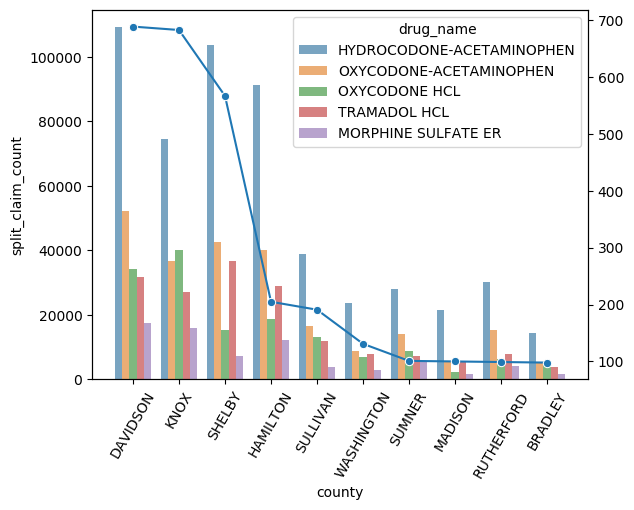 drug_name
HYDROCODONE-ACETAMINOPHEN
OXYCODONE-ACETAMINOPHEN
OXYCODONE HCL
TRAMADOL HCL
MORPHINE SULFATE ER
split_claim_count
100000
80000
60000
40000
20000
0
700
600
500
400
300
200
100
DAVIDSON
KNOX
SHELBY
HAMILTON
SULLIVAN
WASHINGTON
SUMNER
MADISON
RUTHERFORD
BRADLEY
county